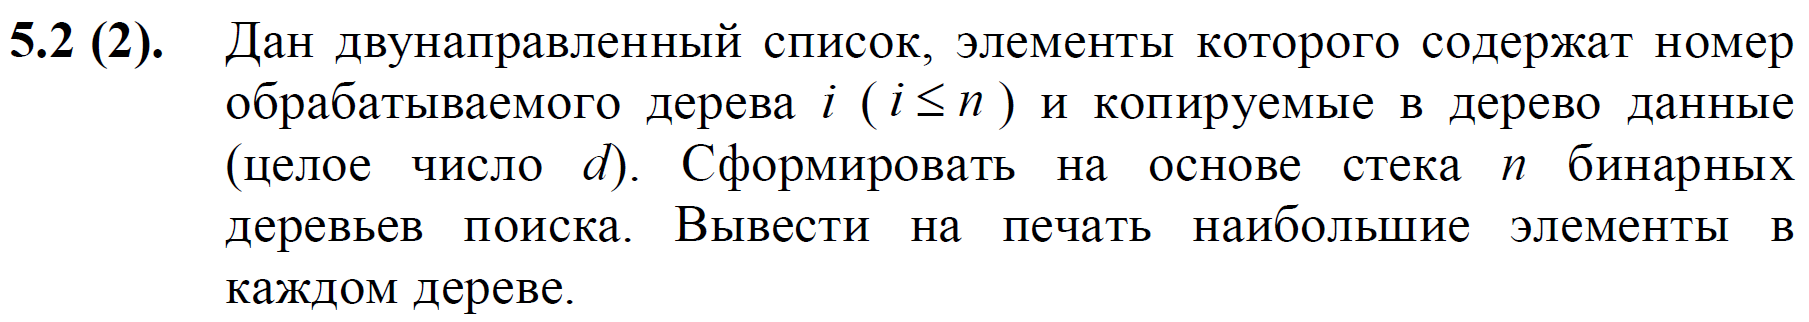 5.2 (2). Дан двунаправленный список, элементы которого содержат номер
обрабатываемого дерева i ( i ≤ n ) и копируемые в дерево данные
(целое число d). Сформировать на основе стека n бинарных
деревьев поиска. Вывести на печать наибольшие элементы в
каждом дереве.